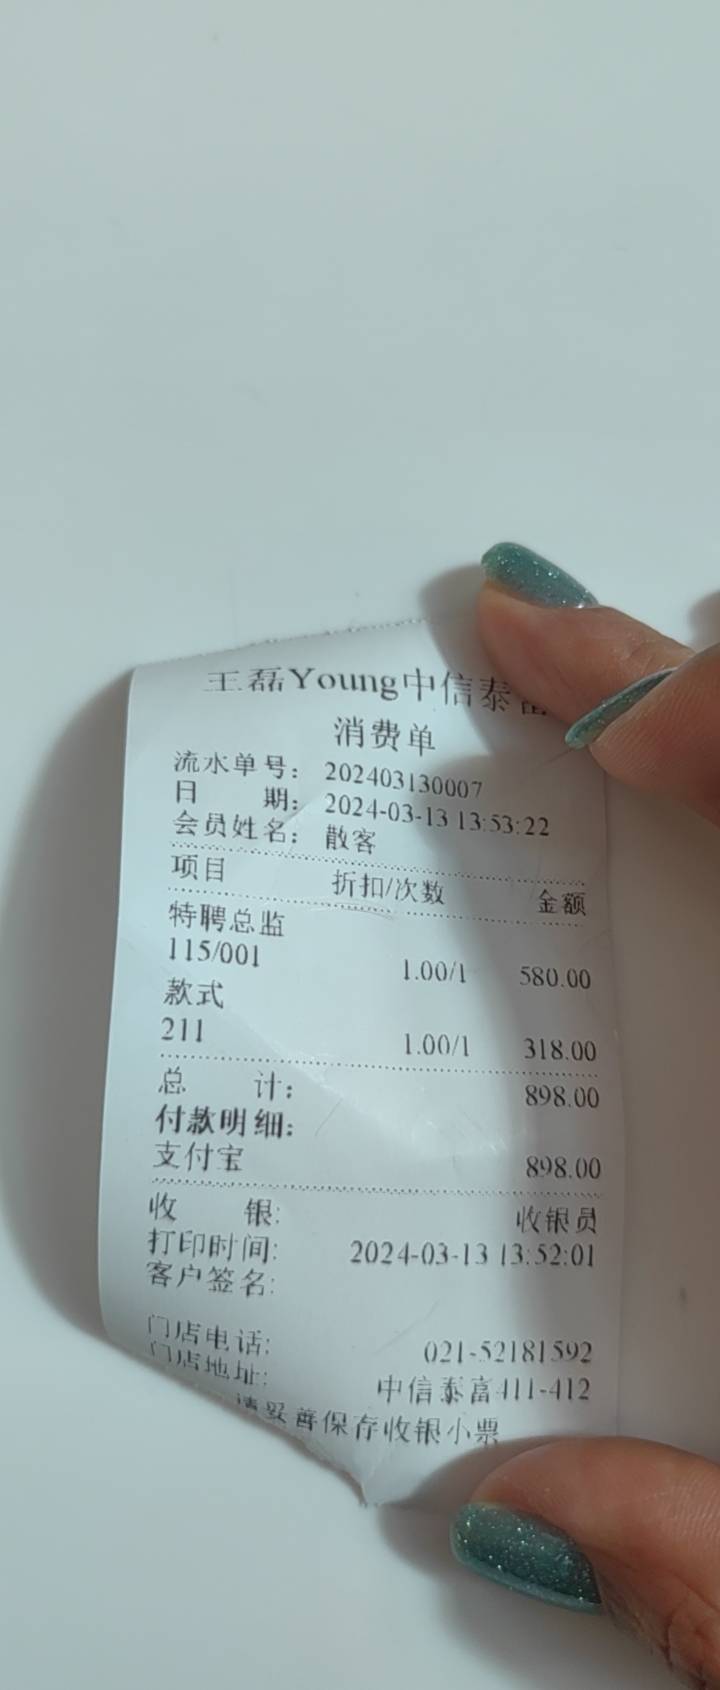 王磊Young中信泰富
消费单
流水单号： 202403130007
日 期： 2024-03-13 13:53:22
会员姓名： 散客
项目 折扣/次数 金额
特聘总监
115/001 1.00/1 580.00
款式
211 1.00/1 318.00
总 计： 898.00
付款明细：
支付宝 898.00
收 银: 收银员
打印时间: 2024-03-13 13:52:01
客户签名:
门店电话: 021-52181592
门店地址: 中信泰富411-412
请妥善保存收银小票